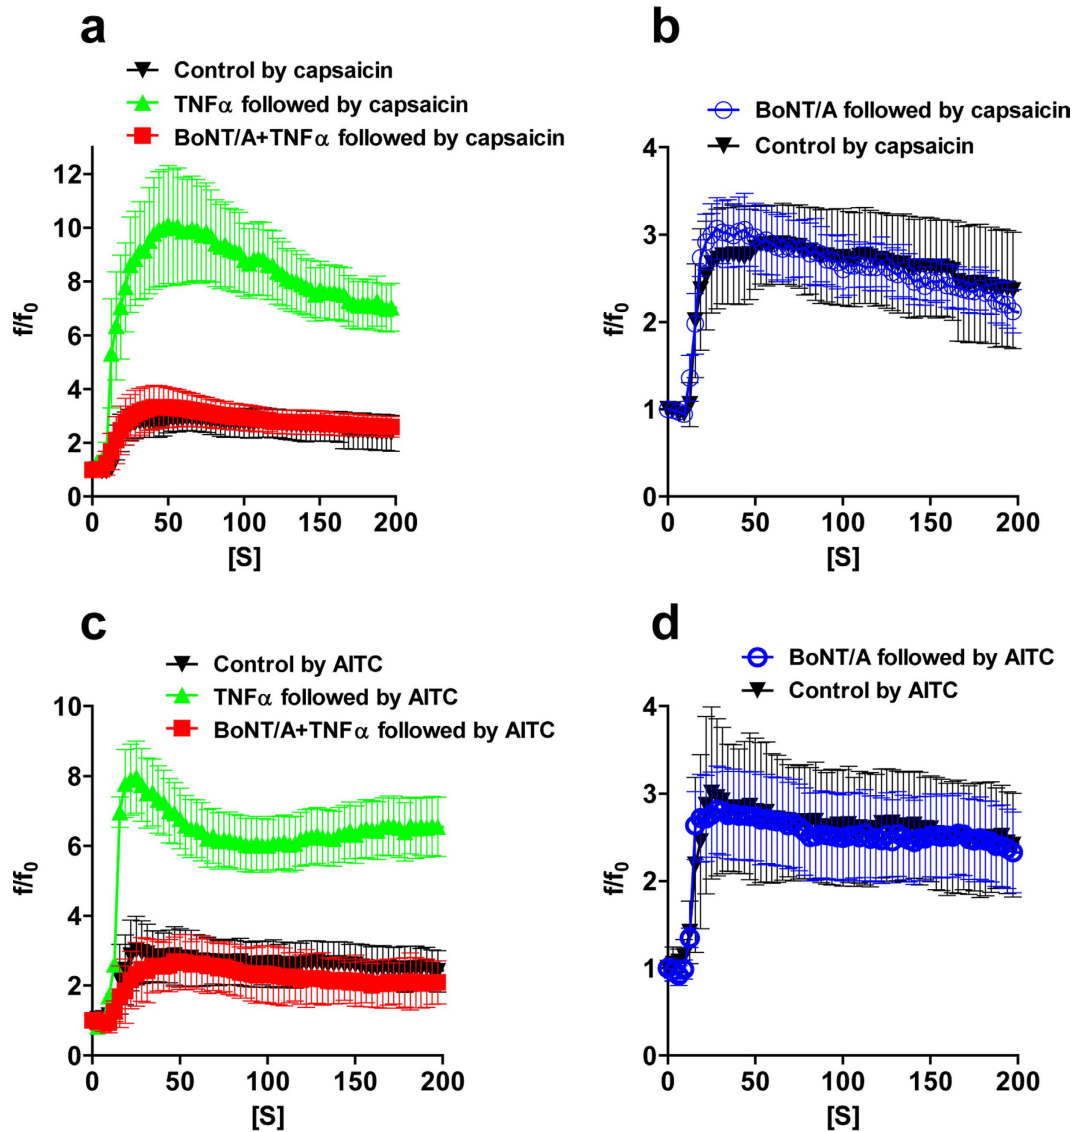 a
Control by capsaicin
TNFα followed by capsaicin
BoNT/A+TNFα followed by capsaicin
12
10
8
6
4
2
0
f/f0
0 50 100 150 200
[S]
b
BoNT/A followed by capsaicin
Control by capsaicin
4
3
2
1
0
f/f0
0 50 100 150 200
[S]
c
Control by AITC
TNFα followed by AITC
BoNT/A+TNFα followed by AITC
10
8
6
4
2
0
f/f0
0 50 100 150 200
[S]
d
BoNT/A followed by AITC
Control by AITC
4
3
2
1
0
f/f0
0 50 100 150 200
[S]